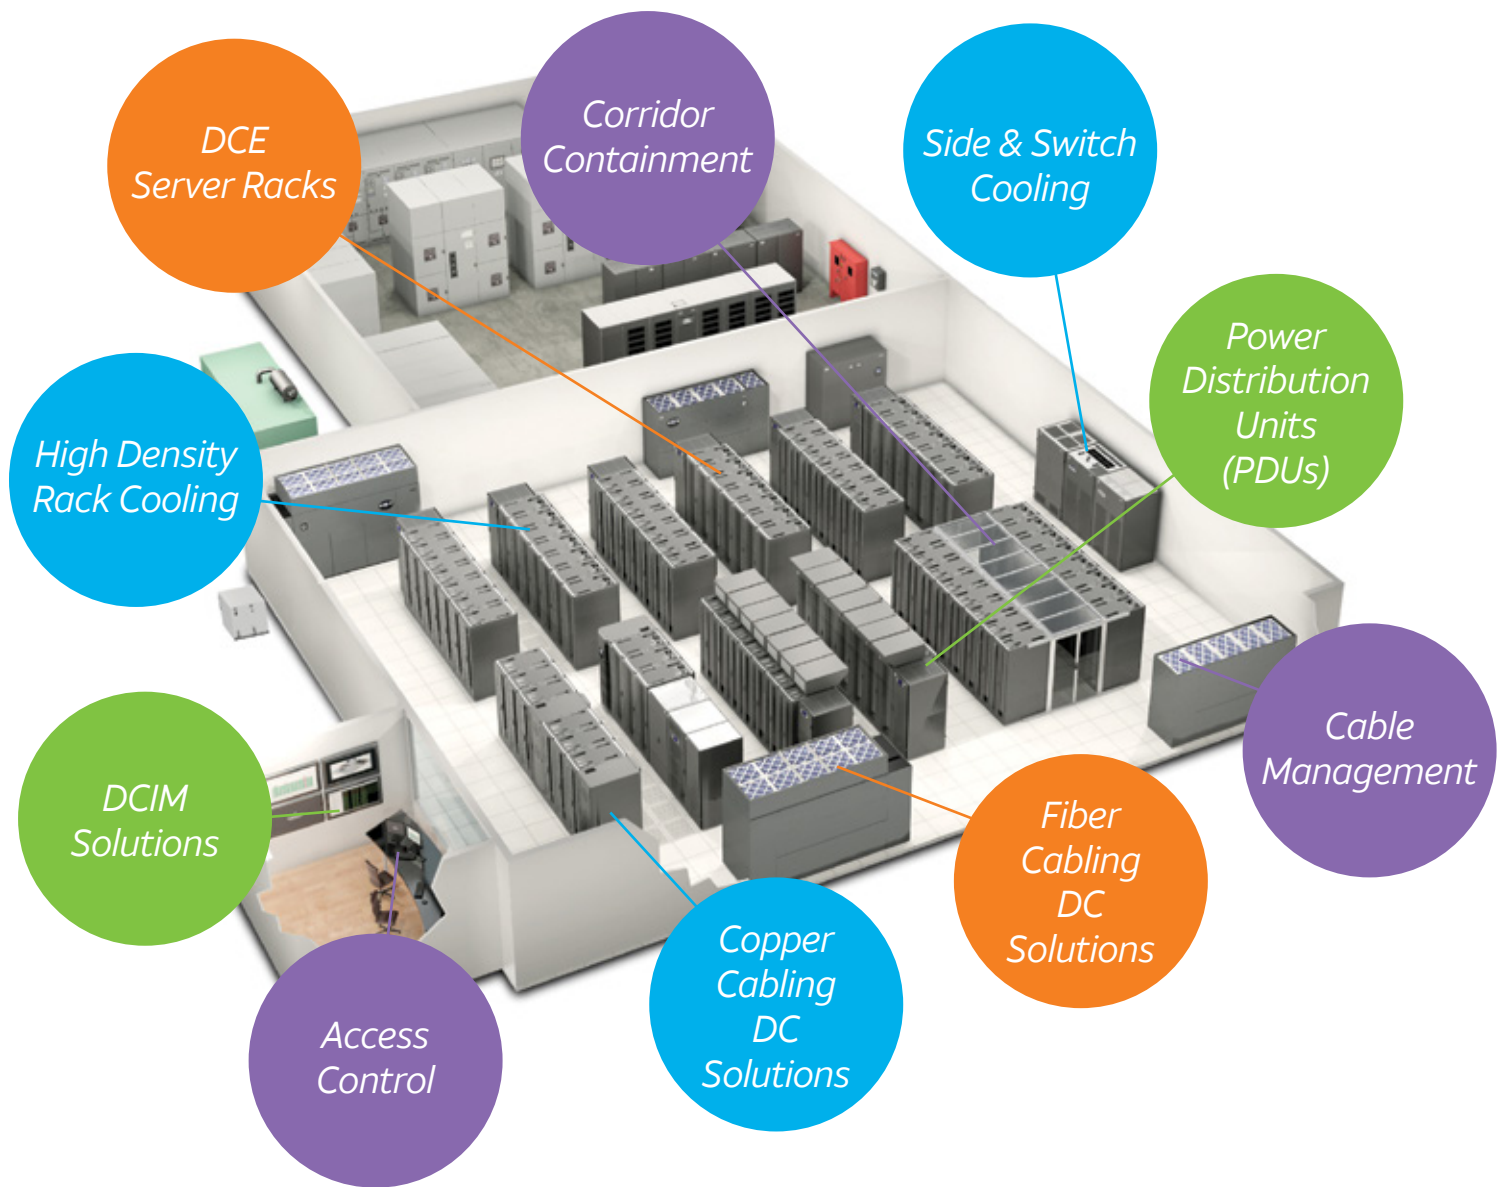 DCE
Server Racks
Corridor
Containment
Side & Switch
Cooling
Power
Distribution
Units
(PDUs)
High Density
Rack Cooling
Cable
Management
DCIM
Solutions
Fiber
Cabling
DC
Solutions
Copper
Cabling
DC
Solutions
Access
Control